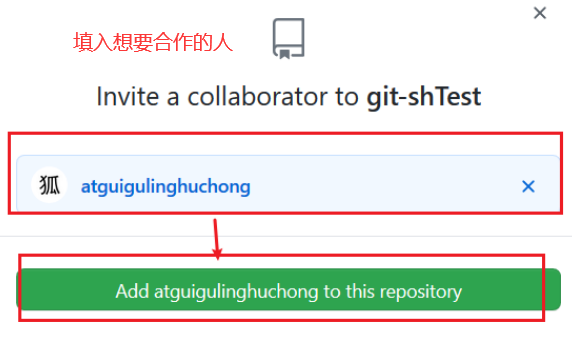 填入想要合作的人
Invite a collaborator to git-shTest
狐 atguigulinghuchong
Add atguigulinghuchong to this repository